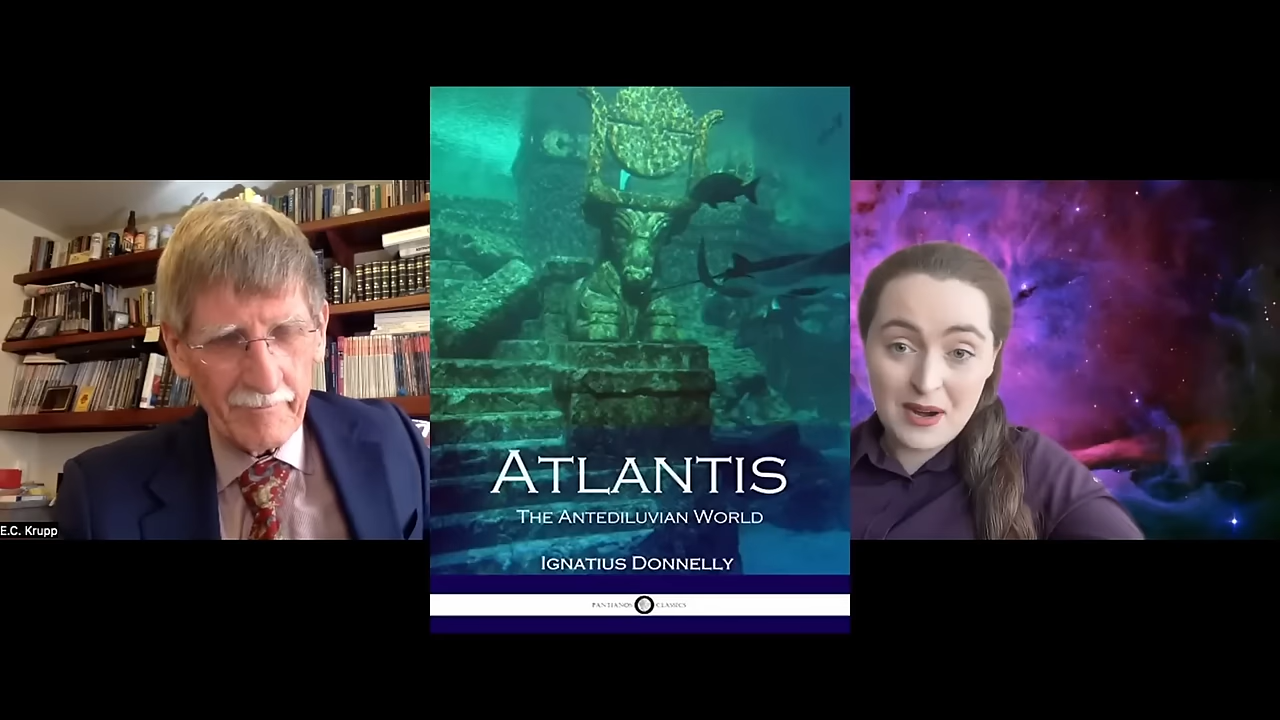 E.C. Krupp
ATLANTIS
THE ANTEDILUVIAN WORLD
IGNATIUS DONNELLY
PANTIANOS CLASSICS